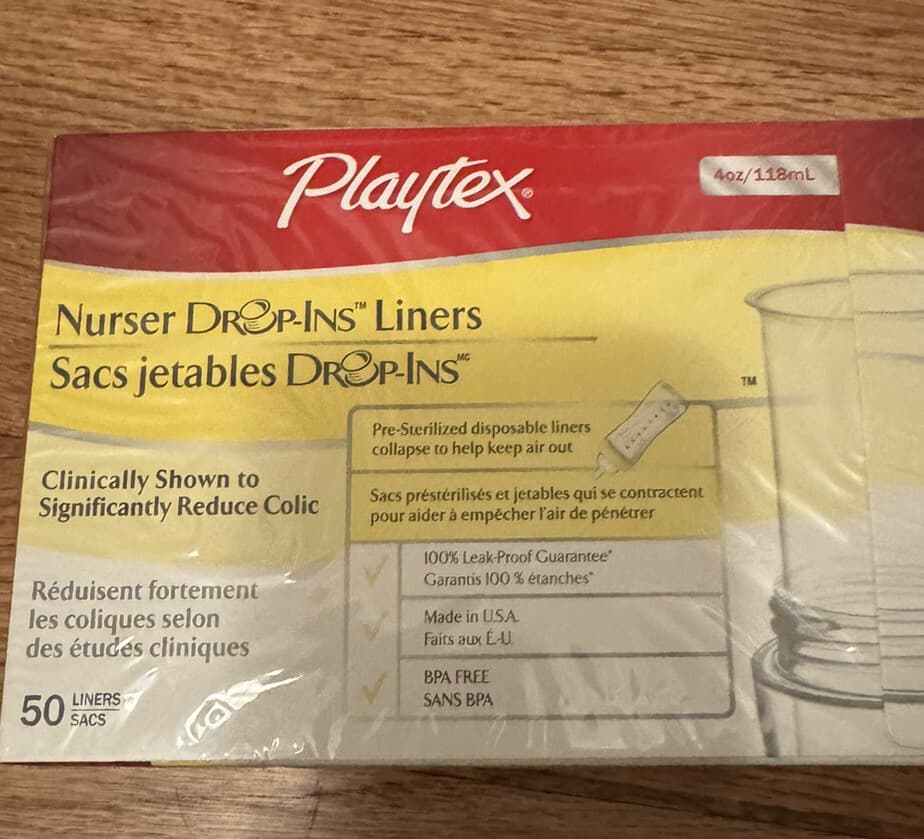 Playtex®
4oz/118mL
Nurser DROP-INS™ Liners
Sacs jetables DROP-INS MC
TM
Pre-Sterilized disposable liners
collapse to help keep air out
Sacs préstérilisés et jetables qui se contractent
pour aider à empêcher l'air de pénétrer
Clinically Shown to
Significantly Reduce Colic
Réduisent fortement
les coliques selon
des études cliniques
100% Leak-Proof Guarantee*
Garantis 100 % étanches*
Made in U.S.A.
Faits aux É.-U.
BPA FREE
SANS BPA
50 LINERS
SACS